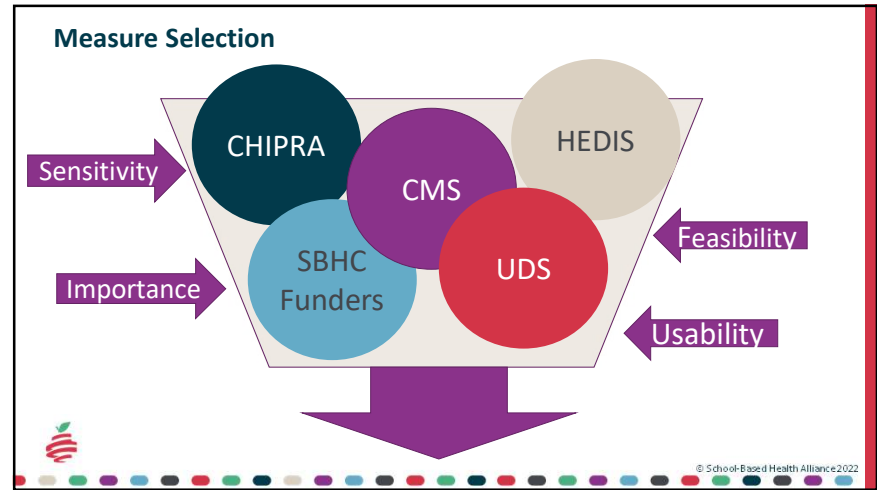 Measure Selection
CHIPRA
HEDIS
CMS
Sensitivity
SBHC
Funders
UDS
Feasibility
Importance
Usability
© School-Based Health Alliance 2022